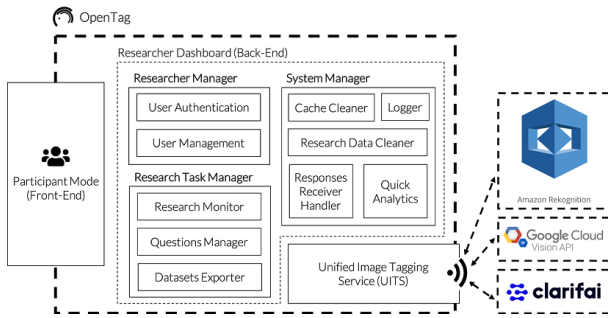 OpenTag
Researcher Dashboard (Back-End)
Researcher Manager
User Authentication
User Management
Research Task Manager
Research Monitor
Questions Manager
Datasets Exporter
System Manager
Cache Cleaner
Logger
Research Data Cleaner
Responses
Receiver
Handler
Quick
Analytics
Participant Mode
(Front-End)
Unified Image Tagging
Service (UITS)
Amazon Rekognition
Google Cloud
Vision API
clarifai